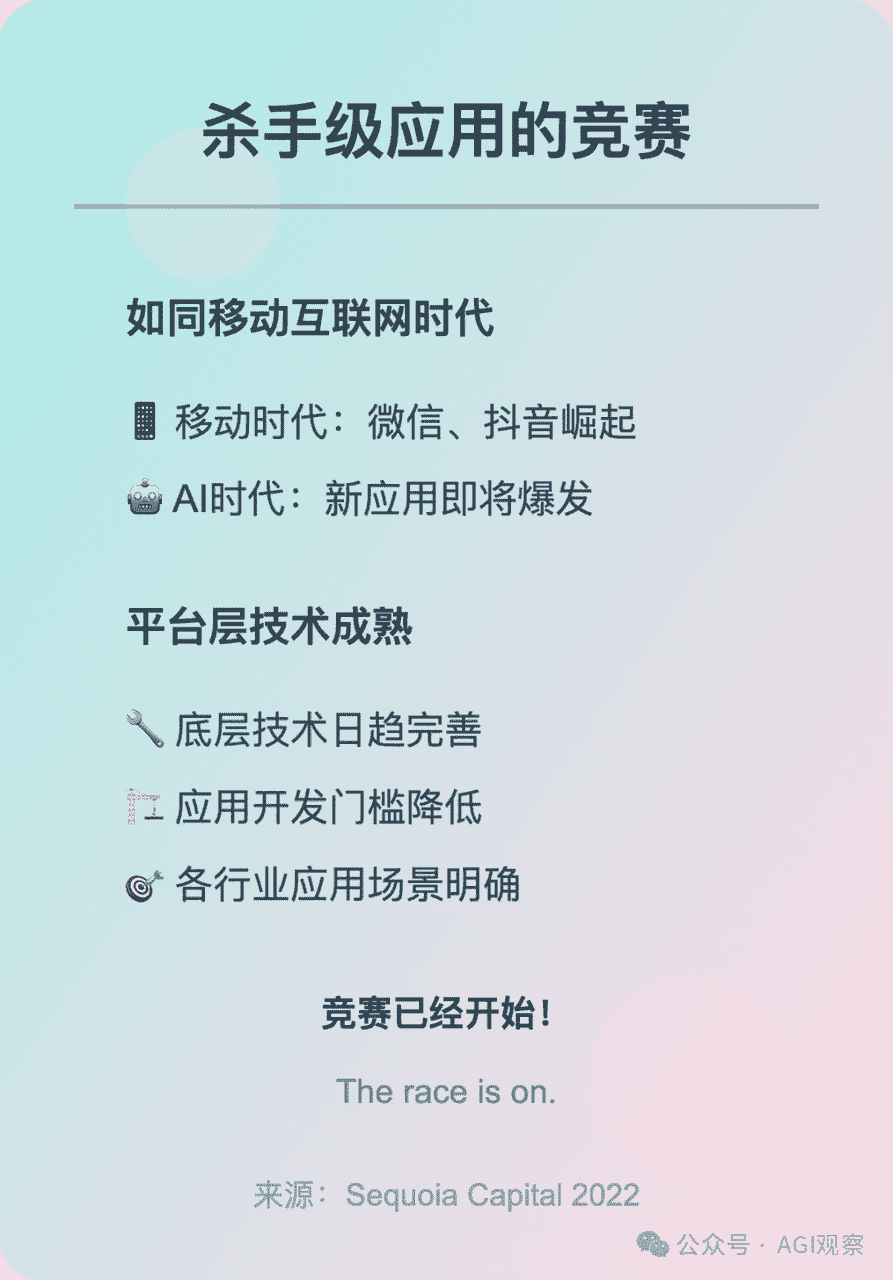 杀手级应用的竞赛
如同移动互联网时代
📱 移动时代：微信、抖音崛起
🤖 AI时代：新应用即将爆发
平台层技术成熟
🔧 底层技术日趋完善
🏗️ 应用开发门槛降低
🎯 各行业应用场景明确
竞赛已经开始！
The race is on.
来源：Sequoia Capital 2022
公众号 · AGI观察